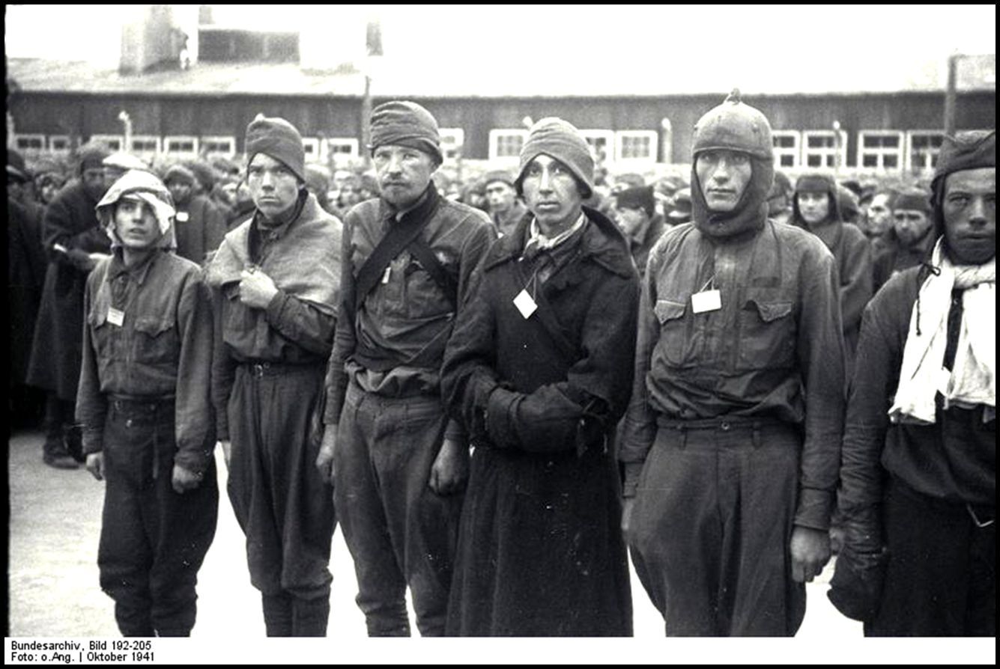 Bundesarchiv, Bild 192-205
Foto: o.Ang. | Oktober 1941